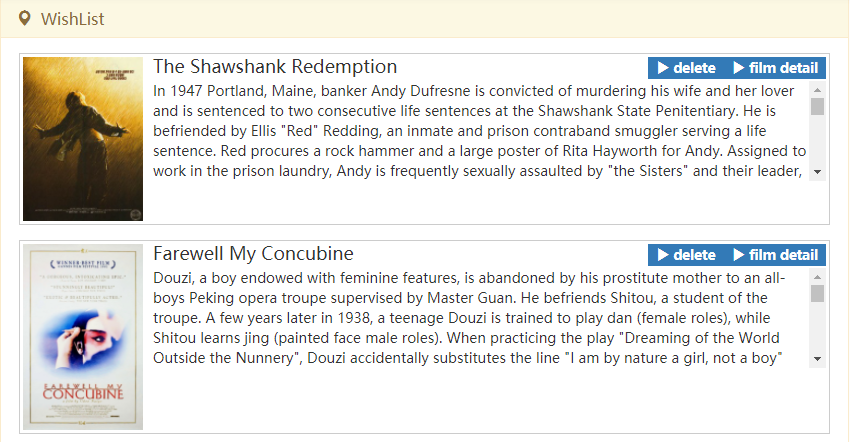 WishList
The Shawshank Redemption
delete
film detail
In 1947 Portland, Maine, banker Andy Dufresne is convicted of murdering his wife and her lover
and is sentenced to two consecutive life sentences at the Shawshank State Penitentiary. He is
befriended by Ellis "Red" Redding, an inmate and prison contraband smuggler serving a life
sentence. Red procures a rock hammer and a large poster of Rita Hayworth for Andy. Assigned to
work in the prison laundry, Andy is frequently sexually assaulted by "the Sisters" and their leader,
WINNER-BEST FILM
FAREWELL MY
CONCUBINE
Farewell My Concubine
delete
film detail
Douzi, a boy endowed with feminine features, is abandoned by his prostitute mother to an all-
boys Peking opera troupe supervised by Master Guan. He befriends Shitou, a student of the
troupe. A few years later in 1938, a teenage Douzi is trained to play dan (female roles), while
Shitou learns jing (painted face male roles). When practicing the play "Dreaming of the World
Outside the Nunnery", Douzi accidentally substitutes the line "I am by nature a girl, not a boy"